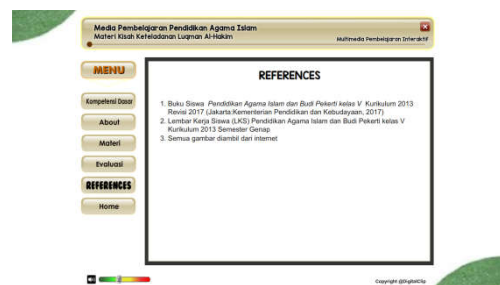 Media Pembelajaran Pendidikan Agama Islam
Materi Kisah Keteladanan Luqman Al-Hakim
Multimedia Pembelajaran Interaktif
MENU
Kompetensi Dasar
About
Materi
Evaluasi
REFERENCES
Home
REFERENCES
1. Buku Siswa Pendidikan Agama Islam dan Budi Pekerti kelas V Kurikulum 2013
Revisi 2017 (Jakarta:Kementerian Pendidikan dan Kebudayaan, 2017)
2. Lembar Kerja Siswa (LKS) Pendidikan Agama Islam dan Budi Pekerti kelas V
Kurikulum 2013 Semester Genap
3. Semua gambar diambil dari internet
Copyright @DigitalClip